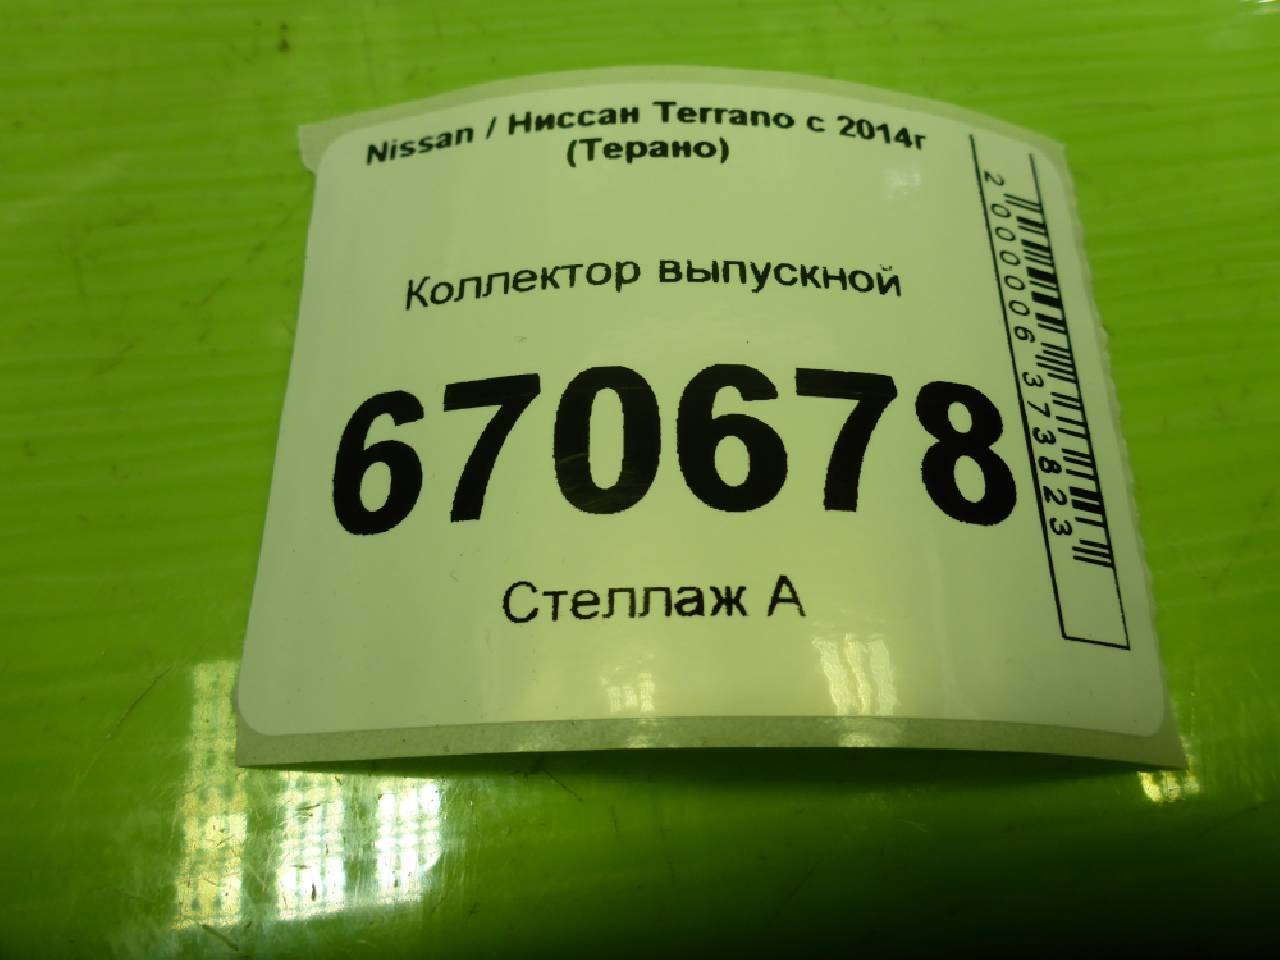 Nissan / Ниссан Terrano с 2014г
(Терано)
Коллектор выпускной
670678
Стеллаж А
2000006373823